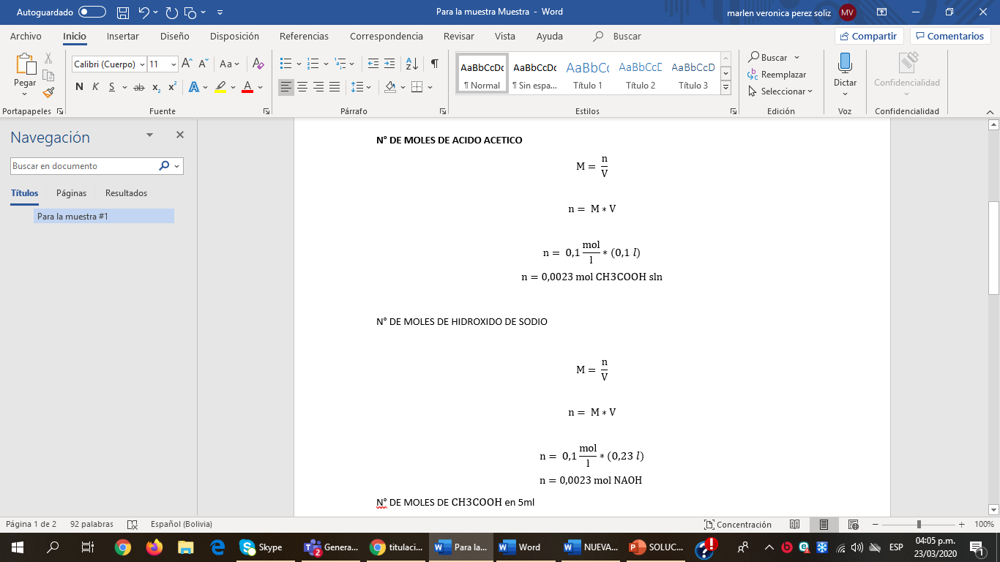 Autoguardado
Para la muestra Muestra - Word
marlen veronica perez soliz
MV
Archivo Inicio Insertar Diseño Disposición Referencias Correspondencia Revisar Vista Ayuda Buscar
Compartir Comentarios
Pegar
Portapapeles
Calibri (Cuerpo) 11
Aa
N K S ab x₂ x²
Fuente
Párrafo
AaBbCcDc AaBbCcDc AaBbCc AaBbCcD AaBbCcD
¶ Normal ¶ Sin espa... Título 1 Título 2 Título 3
Estilos
Buscar
Reemplazar
Seleccionar
Edición
Dictar
Voz
Confidencialidad
Confidencialidad
Navegación
Buscar en documento
Títulos Páginas Resultados
Para la muestra #1
N° DE MOLES DE ACIDO ACETICO
M = n/V
n = M ∗ V
n = 0,1 mol/l ∗ (0,1 l)
n = 0,0023 mol CH3COOH sln
N° DE MOLES DE HIDROXIDO DE SODIO
M = n/V
n = M ∗ V
n = 0,1 mol/l ∗ (0,23 l)
n = 0,0023 mol NAOH
N° DE MOLES DE CH3COOH en 5ml
Página 1 de 2 92 palabras Español (Bolivia) Concentración 100%
Skype Genera... titulaci... Para la... Word NUEVA... SOLUC... ESP
04:05 p.m.
23/03/2020